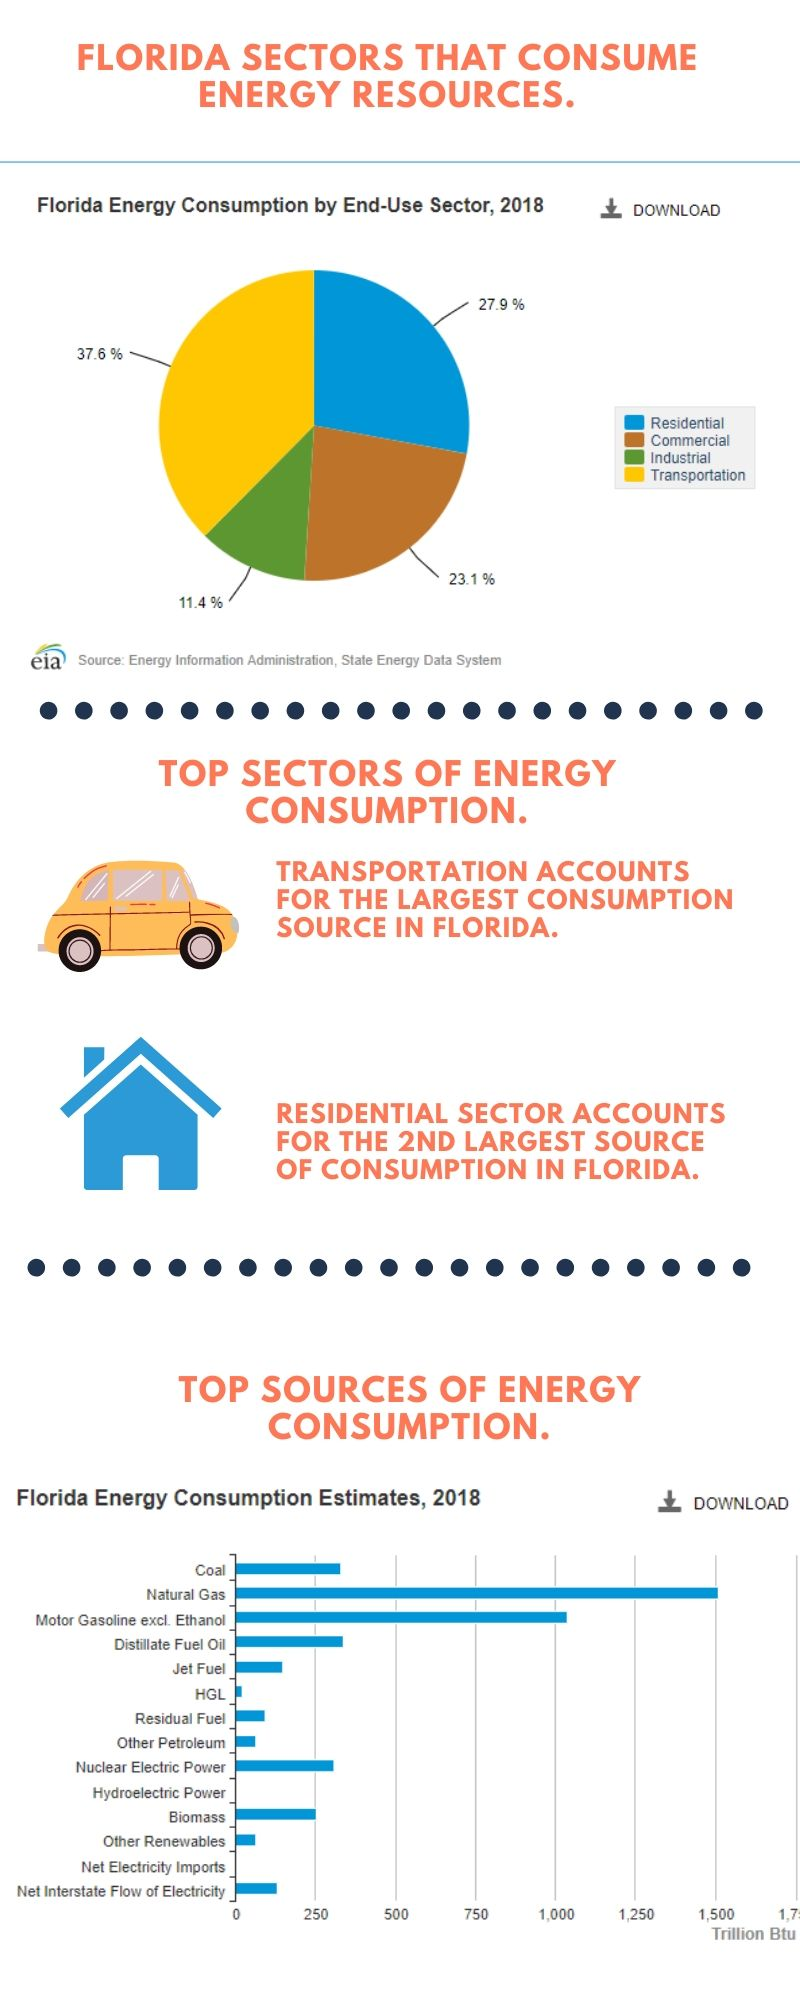 FLORIDA SECTORS THAT CONSUME
ENERGY RESOURCES.
Florida Energy Consumption by End-Use Sector, 2018
DOWNLOAD
27.9 %
37.6 %
Residential
Commercial
Industrial
Transportation
23.1 %
11.4 %
eia Source: Energy Information Administration, State Energy Data System
TOP SECTORS OF ENERGY
CONSUMPTION.
TRANSPORTATION ACCOUNTS
FOR THE LARGEST CONSUMPTION
SOURCE IN FLORIDA.
RESIDENTIAL SECTOR ACCOUNTS
FOR THE 2ND LARGEST SOURCE
OF CONSUMPTION IN FLORIDA.
TOP SOURCES OF ENERGY
CONSUMPTION.
Florida Energy Consumption Estimates, 2018
DOWNLOAD
Coal
Natural Gas
Motor Gasoline excl. Ethanol
Distillate Fuel Oil
Jet Fuel
HGL
Residual Fuel
Other Petroleum
Nuclear Electric Power
Hydroelectric Power
Biomass
Other Renewables
Net Electricity Imports
Net Interstate Flow of Electricity
0 250 500 750 1,000 1,250 1,500
Trillion Btu